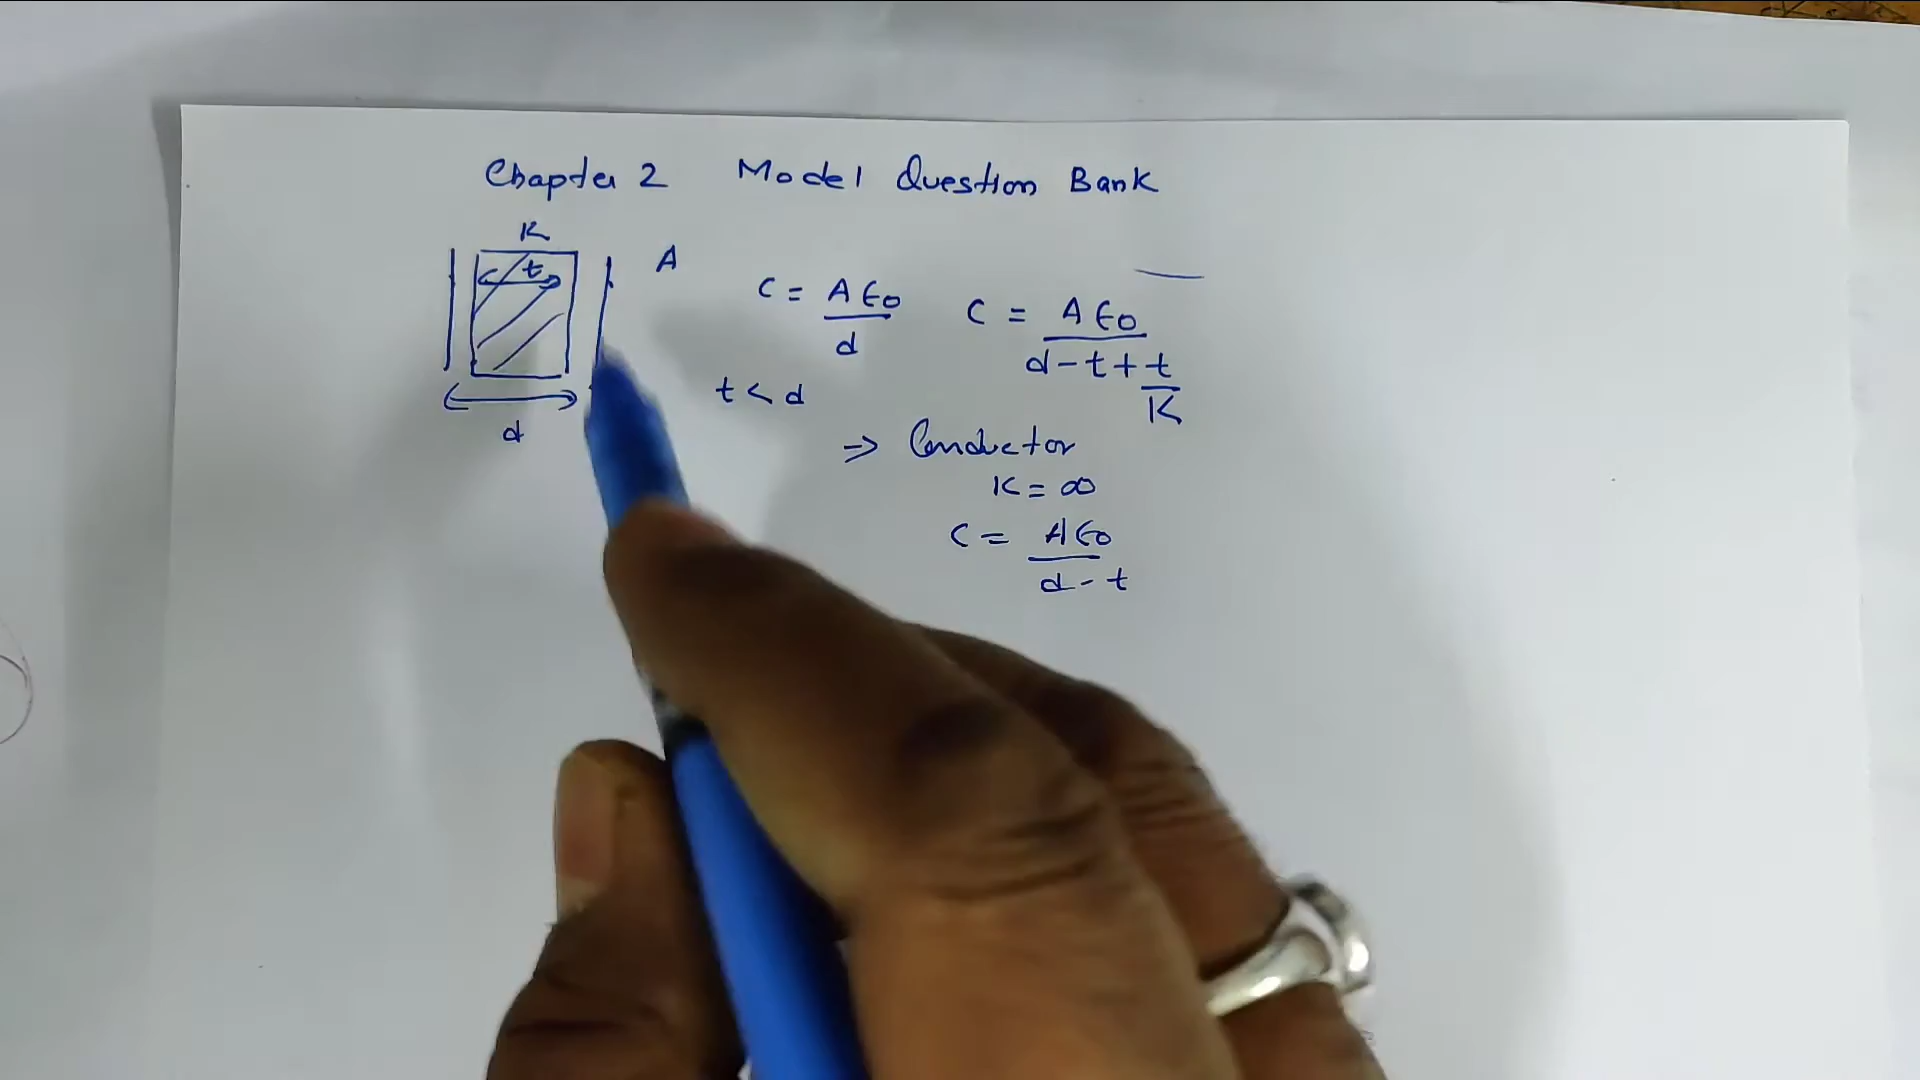 Chapter 2 Model Question Bank
K
t
d
A
C = Aϵ0/d
t < d
C = Aϵ0/(d-t+t/K)
⇒ Conductor
K = ∞
C = Aϵ0/(d-t)